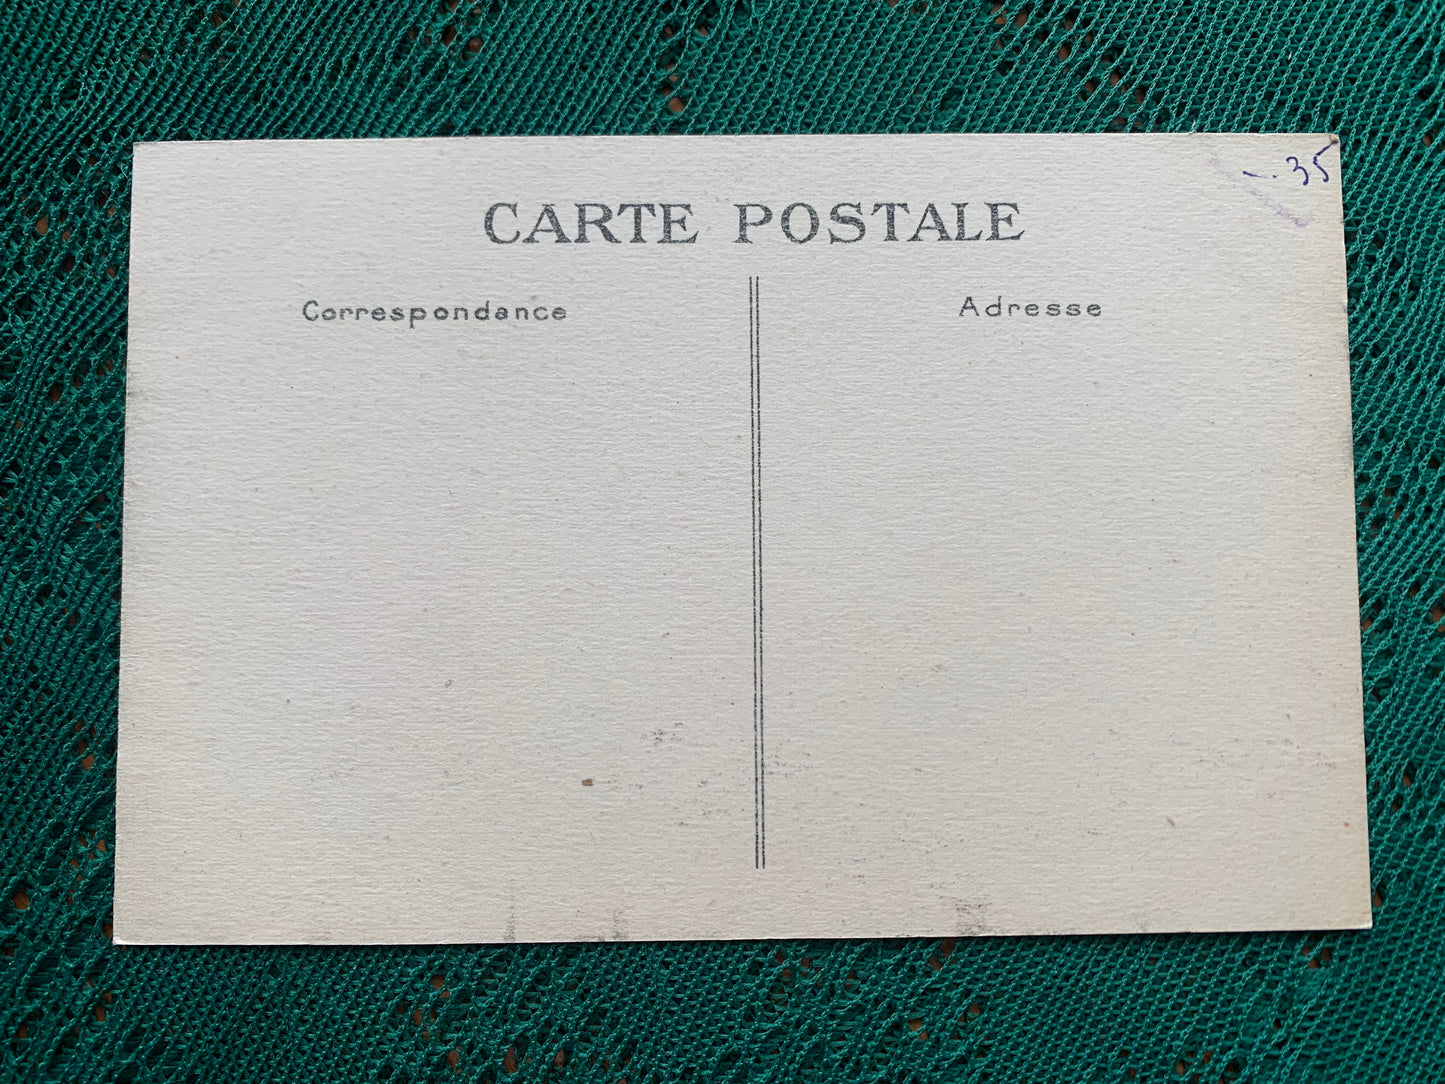 -.35
CARTE POSTALE
Correspondance
Adresse